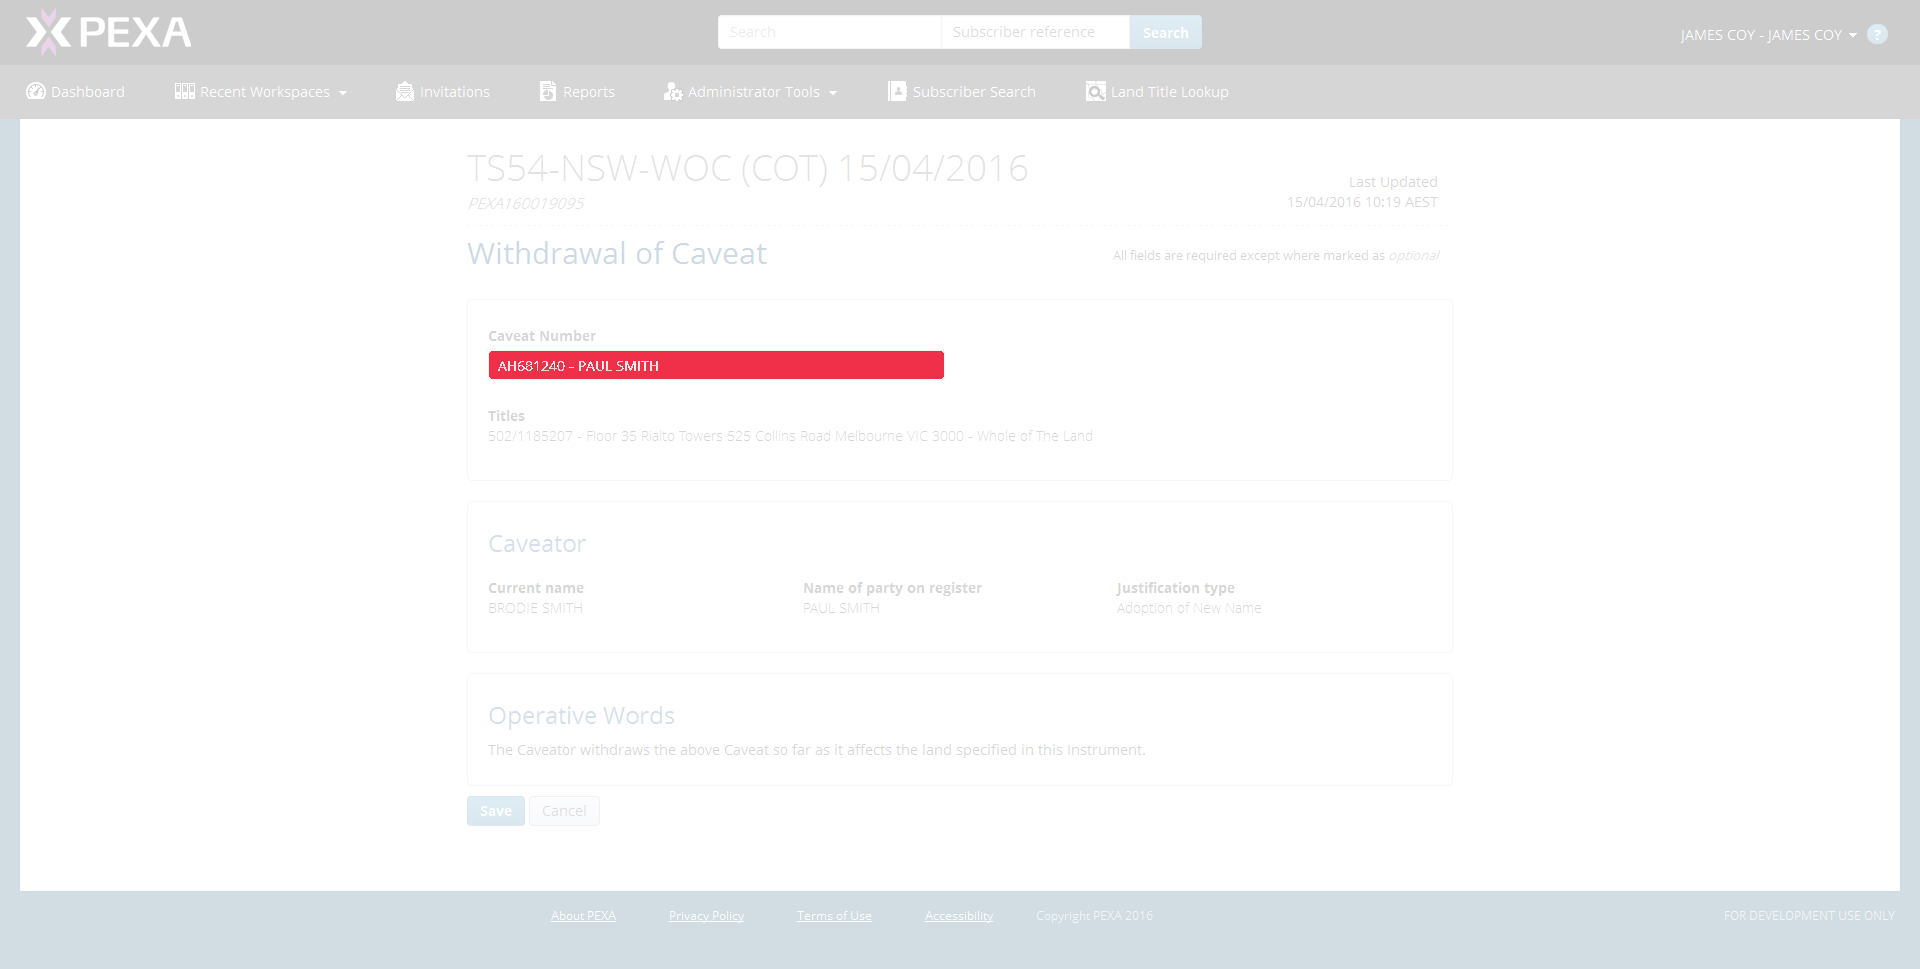 PEXA
Search
Subscriber reference
Search
JAMES COY - JAMES COY
?
Dashboard
Recent Workspaces
Invitations
Reports
Administrator Tools
Subscriber Search
Land Title Lookup
TS54-NSW-WOC (COT) 15/04/2016
PEXA160019095
Last Updated
15/04/2016 10:19 AEST
Withdrawal of Caveat
All fields are required except where marked as optional
Caveat Number
AH681240 - PAUL SMITH
Titles
502/1185207 - Floor 35 Rialto Towers 525 Collins Road Melbourne VIC 3000 - Whole of The Land
Caveator
Current name
BRODIE SMITH
Name of party on register
PAUL SMITH
Justification type
Adoption of New Name
Operative Words
The Caveator withdraws the above Caveat so far as it affects the land specified in this Instrument.
Save
Cancel
About PEXA
Privacy Policy
Terms of Use
Accessibility
Copyright PEXA 2016
FOR DEVELOPMENT USE ONLY